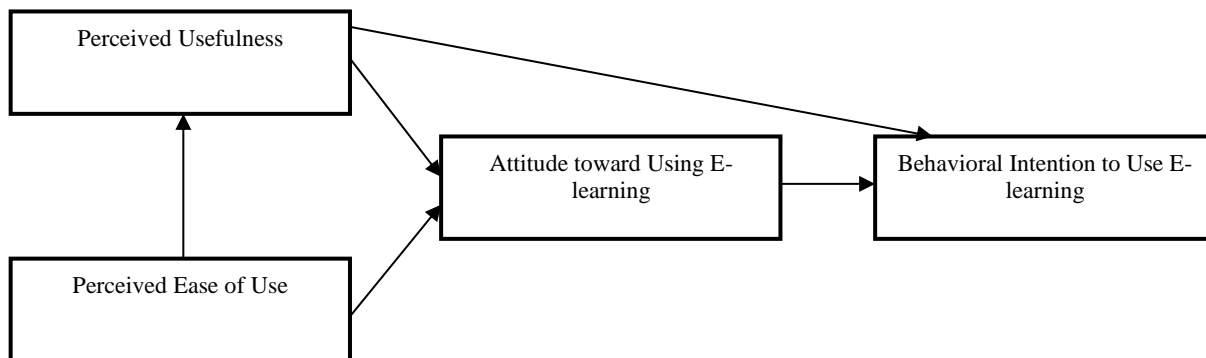 Perceived Usefulness
Attitude toward Using E-
learning
Behavioral Intention to Use E-
learning
Perceived Ease of Use